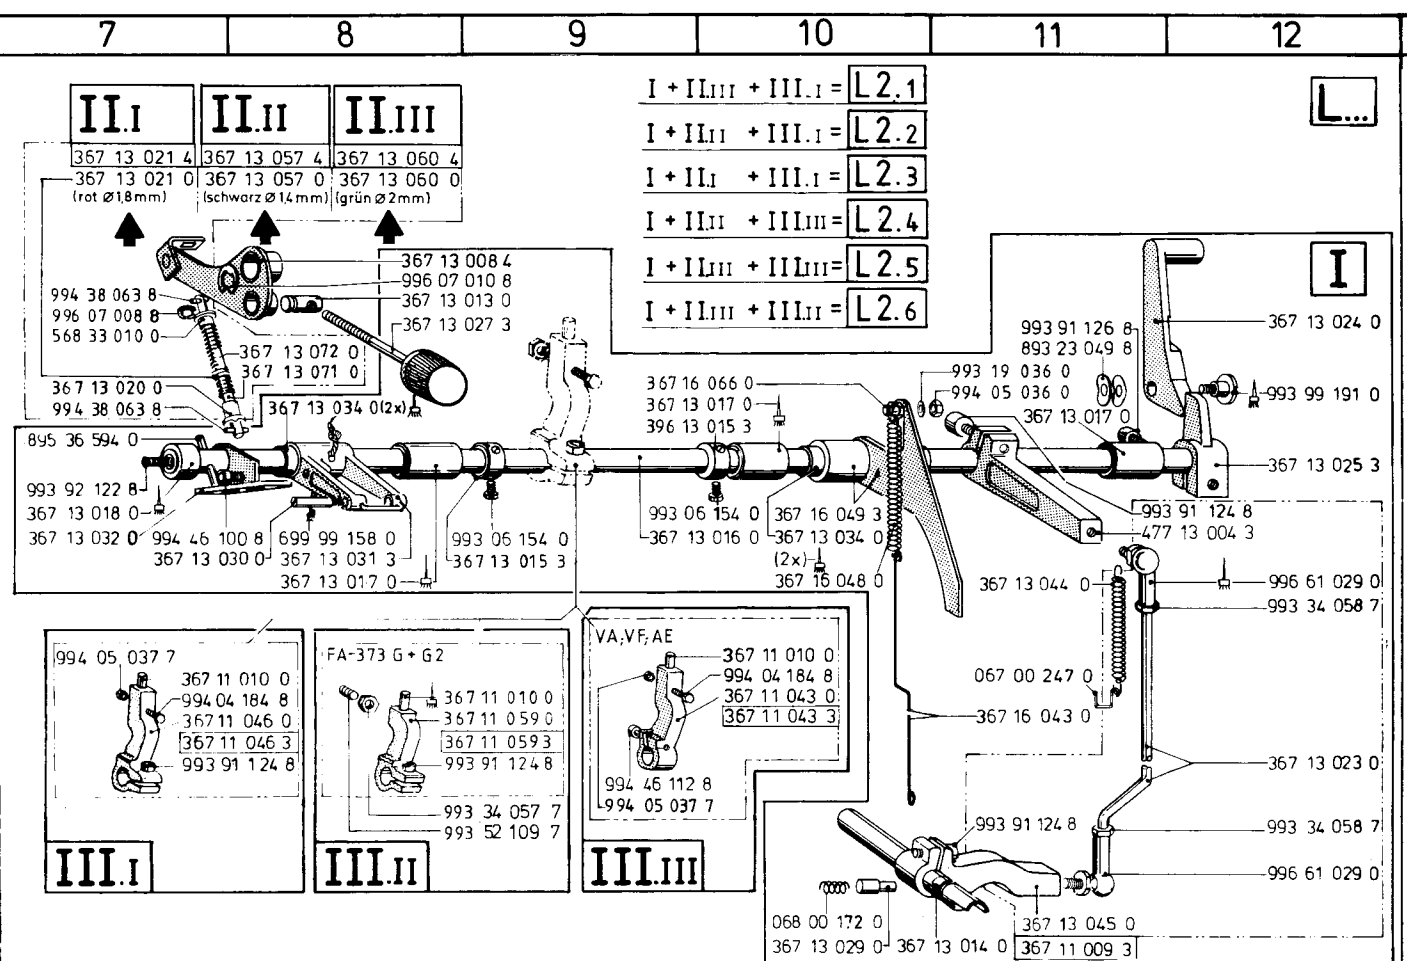 7 8 9 10 11 12
II.I II.II II.III
367 13 021 4 367 13 057 4 367 13 060 4
367 13 021 0 367 13 057 0 367 13 060 0
(rot Ø1,8mm) (schwarz Ø1,4mm) (grün Ø2mm)
I + II.III + III.I = L2.1
I + II.II + III.I = L2.2
I + II.I + III.I = L2.3
I + II.II + III.III = L2.4
I + II.III + III.III = L2.5
I + II.III + III.II = L2.6
L...
I
367 13 008 4
996 07 010 8
367 13 013 0
367 13 027 3
994 38 063 8
996 07 008 8
568 33 010 0
367 13 072 0
367 13 071 0
367 13 020 0
994 38 063 8
367 13 034 0(2x)
895 36 594 0
993 92 122 8
367 13 018 0
367 13 032 0
994 46 100 8
367 13 030 0
699 99 158 0
367 13 031 3
367 13 017 0
993 06 154 0
367 13 015 3
367 16 066 0
367 13 017 0
396 13 015 3
993 06 154 0
367 13 016 0
367 16 049 3
367 13 034 0
(2x)
367 16 048 0
993 19 036 0
994 05 036 0
993 91 126 8
893 23 049 8
367 13 017 0
367 13 024 0
993 99 191 0
367 13 025 3
993 91 124 8
477 13 004 3
367 13 044 0
996 61 029 0
993 34 058 7
067 00 247 0
367 16 043 0
367 13 023 0
993 34 058 7
996 61 029 0
993 91 124 8
068 00 172 0
367 13 029 0
367 13 014 0
367 13 045 0
367 11 009 3
994 05 037 7
367 11 010 0
994 04 184 8
367 11 046 0
367 11 046 3
993 91 124 8
III.I
FA-373 G + G2
367 11 010 0
367 11 059 0
367 11 059 3
993 91 124 8
993 34 057 7
993 52 109 7
III.II
VA;VF;AE
367 11 010 0
994 04 184 8
367 11 043 0
367 11 043 3
994 46 112 8
994 05 037 7
III.III